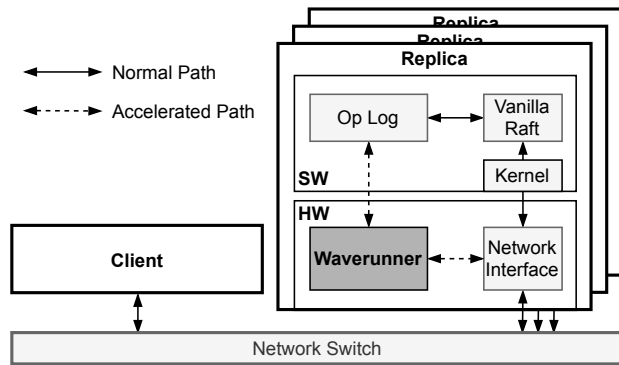 Replica
Replica
Replica
Normal Path
Accelerated Path
Op Log
Vanilla
Raft
SW
Kernel
HW
Client
Waverunner
Network
Interface
Network Switch